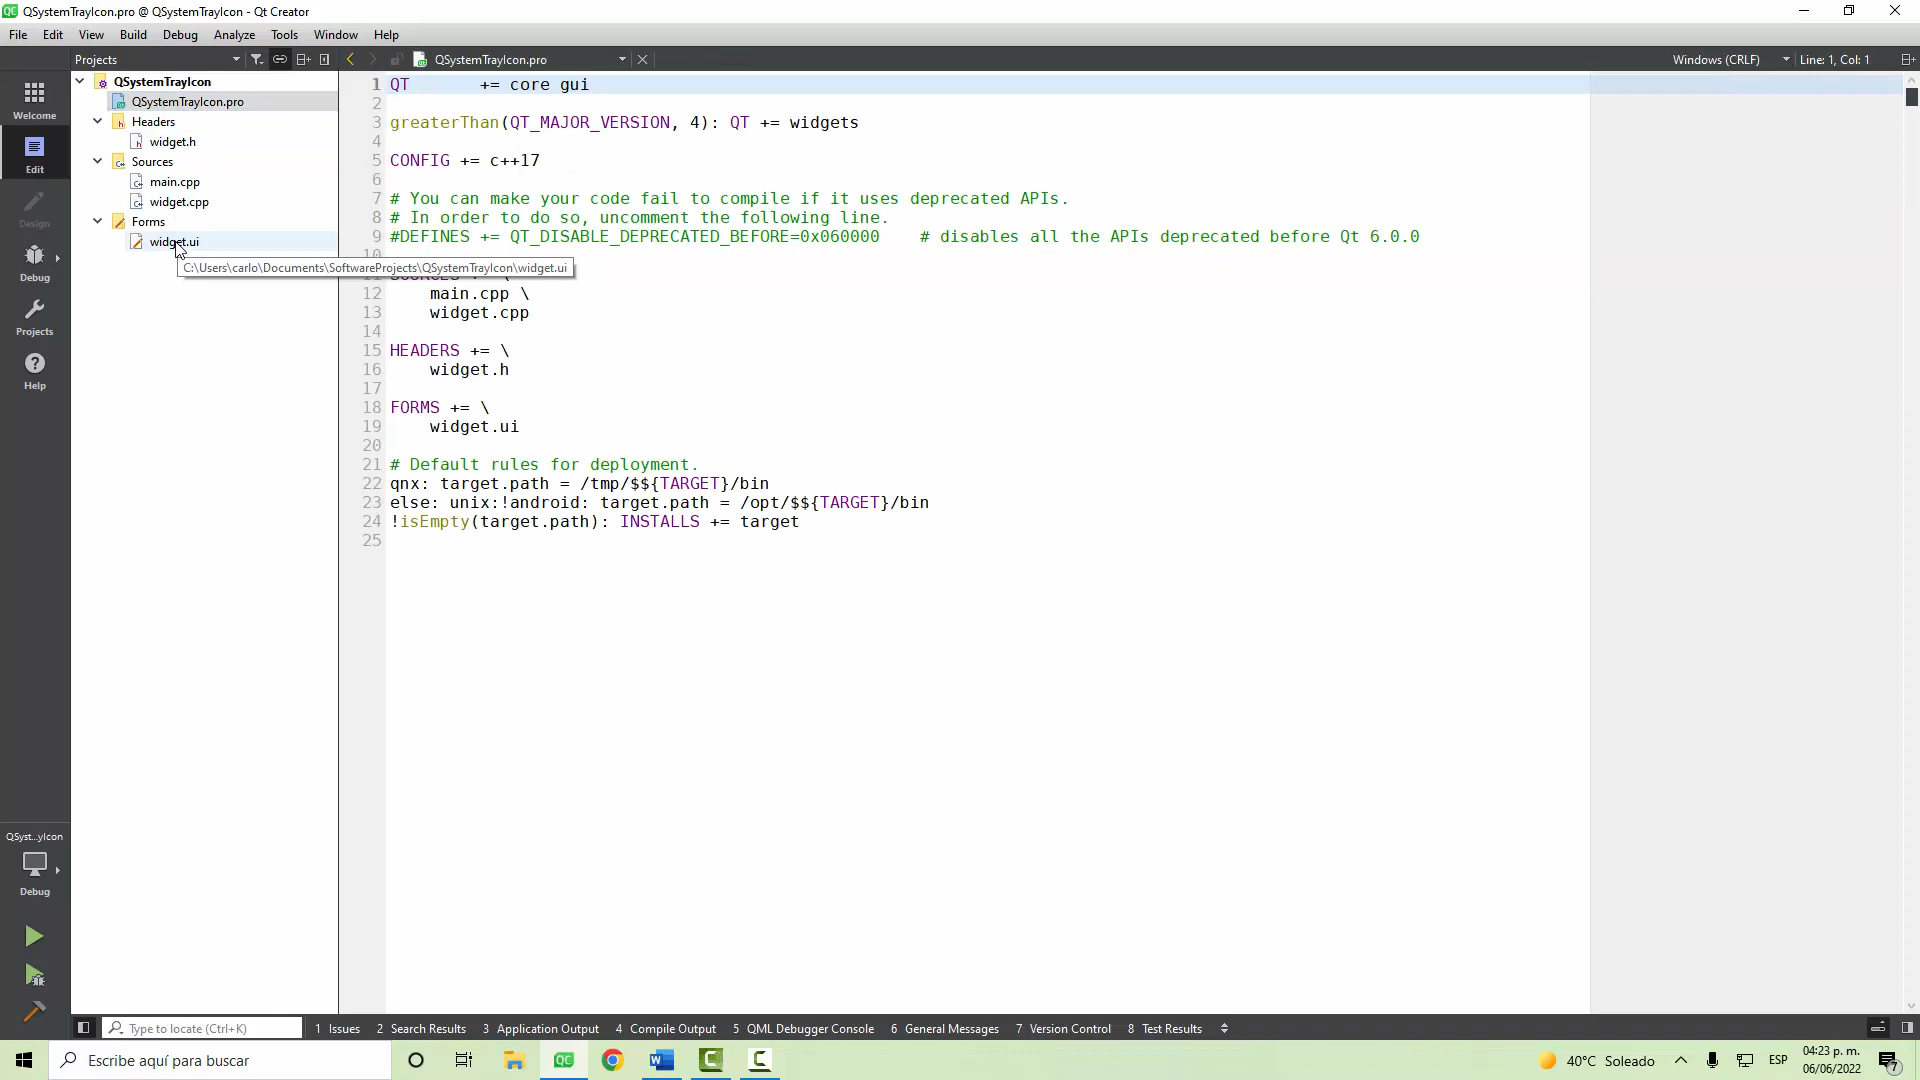 QSystemTrayIcon.pro @ QSystemTrayIcon - Qt Creator
File Edit View Build Debug Analyze Tools Window Help
Projects
QSystemTrayIcon.pro
Windows (CRLF)
Line: 1, Col: 1
Welcome
Edit
Design
Debug
Projects
Help
QSystemTrayIcon
QSystemTrayIcon.pro
Headers
widget.h
Sources
main.cpp
widget.cpp
Forms
widget.ui
C:\Users\carlo\Documents\SoftwareProjects\QSystemTrayIcon\widget.ui
1 QT       += core gui
2
3 greaterThan(QT_MAJOR_VERSION, 4): QT += widgets
4
5 CONFIG += c++17
6
7 # You can make your code fail to compile if it uses deprecated APIs.
8 # In order to do so, uncomment the following line.
9 #DEFINES += QT_DISABLE_DEPRECATED_BEFORE=0x060000    # disables all the APIs deprecated before Qt 6.0.0
12     main.cpp \
13     widget.cpp
14
15 HEADERS += \
16     widget.h
17
18 FORMS += \
19     widget.ui
20
21 # Default rules for deployment.
22 qnx: target.path = /tmp/$${TARGET}/bin
23 else: unix:!android: target.path = /opt/$${TARGET}/bin
24 !isEmpty(target.path): INSTALLS += target
25
QSyst...yIcon
Debug
Type to locate (Ctrl+K)
1 Issues 2 Search Results 3 Application Output 4 Compile Output 5 QML Debugger Console 6 General Messages 7 Version Control 8 Test Results
Escribe aquí para buscar
40°C Soleado
ESP
04:23 p. m.
06/06/2022
7